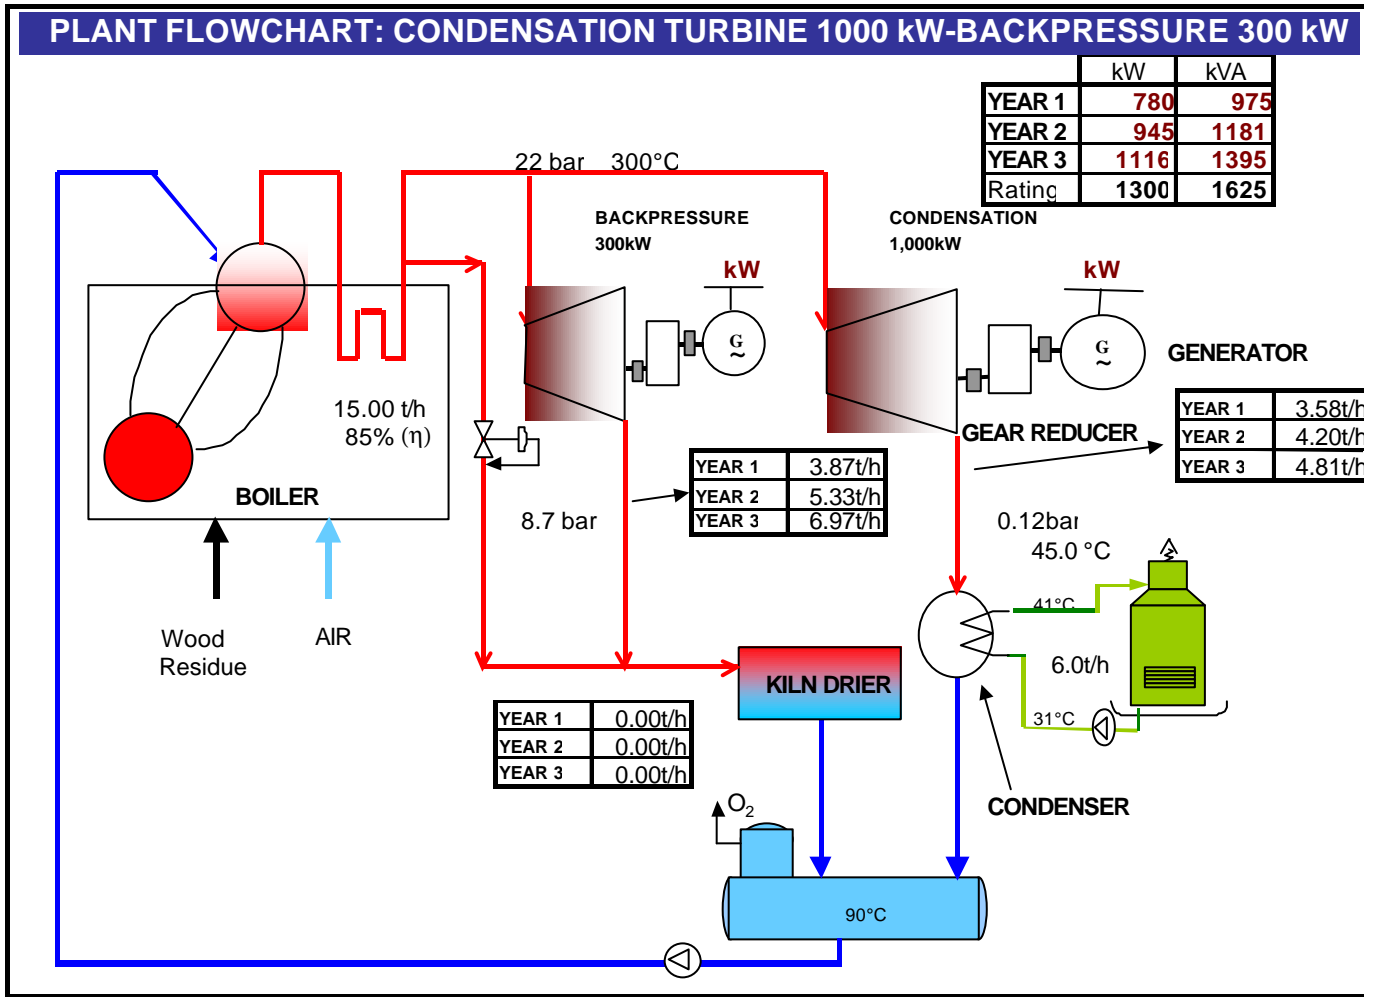 PLANT FLOWCHART: CONDENSATION TURBINE 1000 kW-BACKPRESSURE 300 kW
kW kVA
YEAR 1 780 975
YEAR 2 945 1181
YEAR 3 1116 1395
Rating 1300 1625
22 bar 300°C
BACKPRESSURE
300kW
CONDENSATION
1,000kW
kW
kW
G
~
G
~
GENERATOR
15.00 t/h
85% (η)
BOILER
GEAR REDUCER
YEAR 1 3.58t/h
YEAR 2 4.20t/h
YEAR 3 4.81t/h
YEAR 1 3.87t/h
YEAR 2 5.33t/h
YEAR 3 6.97t/h
8.7 bar
0.12bar
45.0 °C
41°C
Wood
Residue
AIR
6.0t/h
KILN DRIER
31°C
YEAR 1 0.00t/h
YEAR 2 0.00t/h
YEAR 3 0.00t/h
CONDENSER
O2
90°C